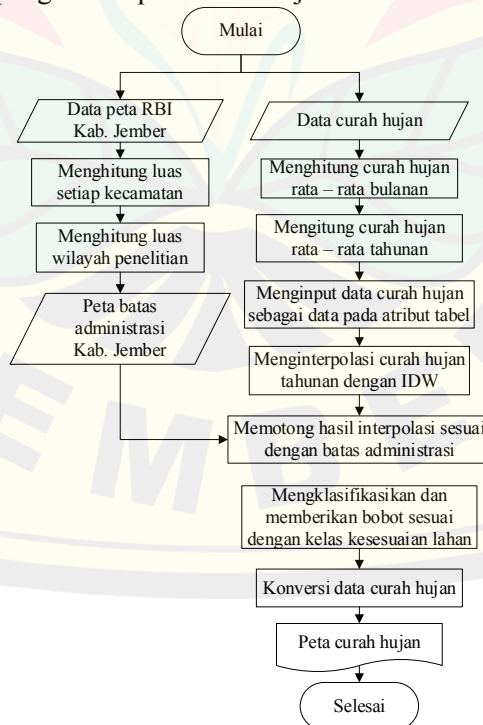 Mulai
Data peta RBI
Kab. Jember
Menghitung luas
setiap kecamatan
Menghitung luas
wilayah penelitian
Peta batas
administrasi
Kab. Jember
Data curah hujan
Menghitung curah hujan
rata – rata bulanan
Mengitung curah hujan
rata – rata tahunan
Menginput data curah hujan
sebagai data pada atribut tabel
Menginterpolasi curah hujan
tahunan dengan IDW
Memotong hasil interpolasi sesuai
dengan batas administrasi
Mengklasifikasikan dan
memberikan bobot sesuai
dengan kelas kesesuaian lahan
Konversi data curah hujan
Peta curah hujan
Selesai
EMBE